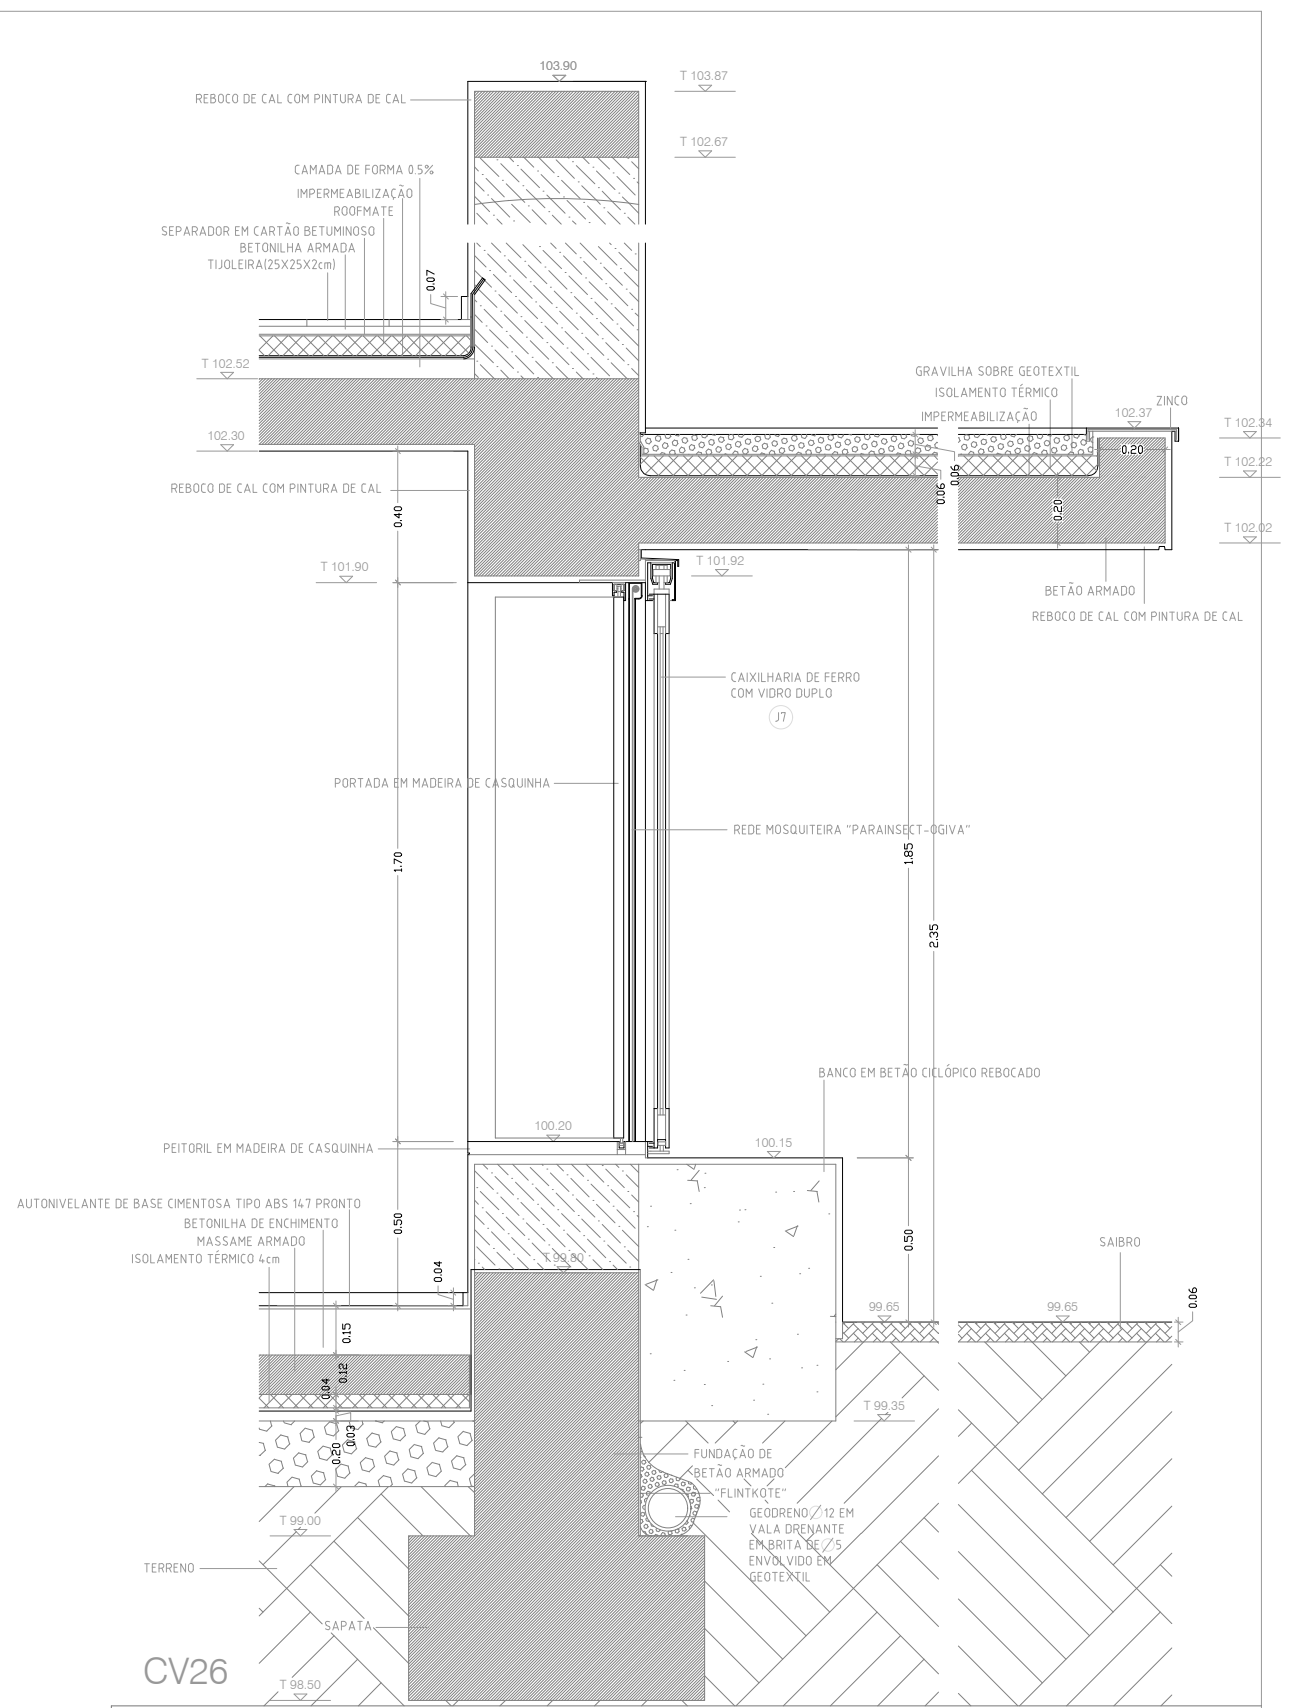 103.90
T 103.87
REBOCO DE CAL COM PINTURA DE CAL
T 102.67
CAMADA DE FORMA 0.5%
IMPERMEABILIZAÇÃO
ROOFMATE
SEPARADOR EM CARTÃO BETUMINOSO
BETONILHA ARMADA
TIJOLEIRA(25X25X2cm)
0.07
T 102.52
GRAVILHA SOBRE GEOTEXTIL
ISOLAMENTO TÉRMICO
ZINCO
IMPERMEABILIZAÇÃO
102.37
T 102.34
102.30
0.20
T 102.22
0.06
0.06
REBOCO DE CAL COM PINTURA DE CAL
0.40
0.20
T 102.02
T 101.90
T 101.92
BETÃO ARMADO
REBOCO DE CAL COM PINTURA DE CAL
CAIXILHARIA DE FERRO
COM VIDRO DUPLO
J7
PORTADA EM MADEIRA DE CASQUINHA
REDE MOSQUITEIRA "PARAINSECT-OGIVA"
1.70
1.85
2.35
BANCO EM BETÃO CICLÓPICO REBOCADO
100.20
100.15
PEITORIL EM MADEIRA DE CASQUINHA
AUTONIVELANTE DE BASE CIMENTOSA TIPO ABS 147 PRONTO
BETONILHA DE ENCHIMENTO
MASSAME ARMADO
ISOLAMENTO TÉRMICO 4cm
0.50
0.50
SAIBRO
T 99.80
0.04
99.65
99.65
0.06
0.15
0.12
0.04
0.03
0.20
T 99.35
FUNDAÇÃO DE
BETÃO ARMADO
"FLINTKOTE"
GEODRENO∅12 EM
VALA DRENANTE
EM BRITA DE∅5
ENVOLVIDO EM
GEOTEXTIL
T 99.00
TERRENO
SAPATA
CV26
T 98.50